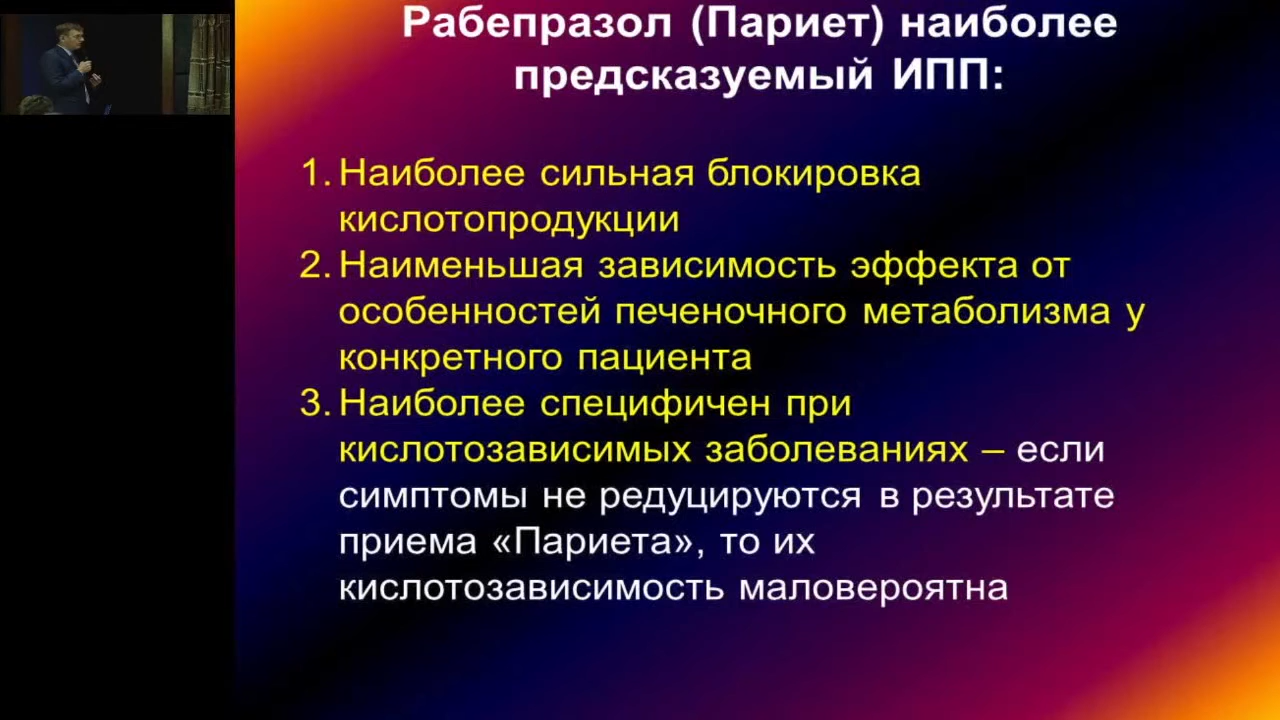 Рабепразол (Париет) наиболее
предсказуемый ИПП:
1. Наиболее сильная блокировка
кислотопродукции
2. Наименьшая зависимость эффекта от
особенностей печеночного метаболизма у
конкретного пациента
3. Наиболее специфичен при
кислотозависимых заболеваниях – если
симптомы не редуцируются в результате
приема «Париета», то их
кислотозависимость маловероятна